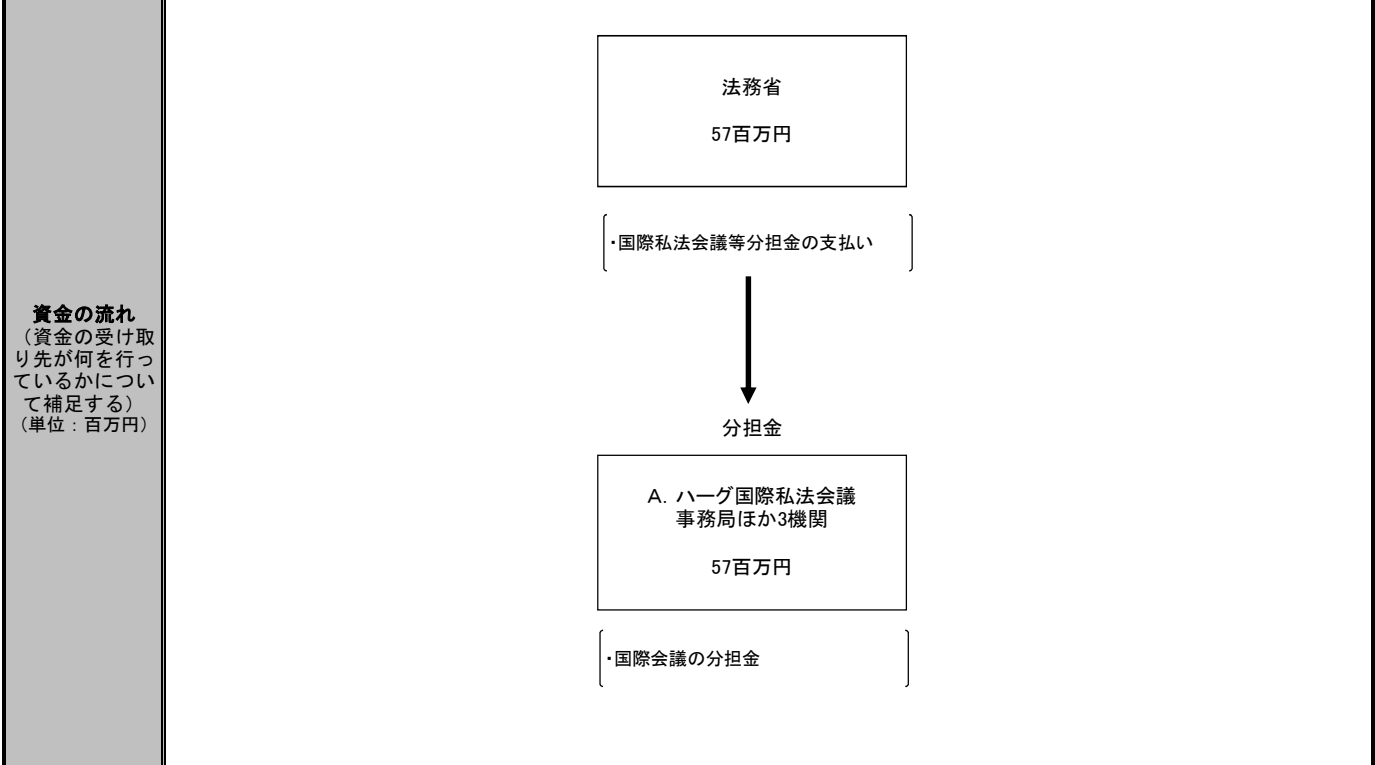 資金の流れ
（資金の受け取
り先が何を行っ
ているかについ
て補足する）
（単位：百万円）
法務省
57百万円
・国際私法会議等分担金の支払い
分担金
Ａ．ハーグ国際私法会議
事務局ほか3機関
57百万円
・国際会議の分担金